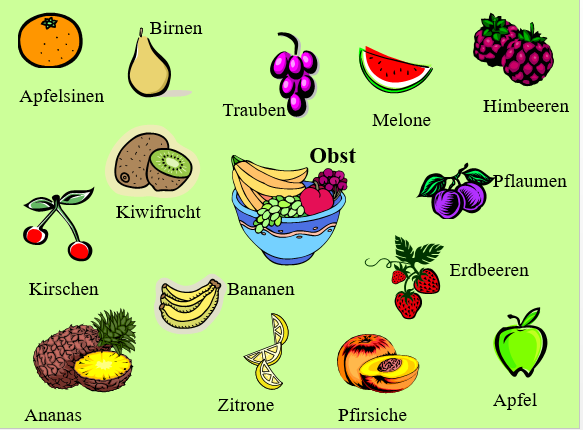 Birnen
Apfelsinen
Trauben
Melone
Himbeeren
Obst
Pflaumen
Kiwifrucht
Erdbeeren
Kirschen
Bananen
Zitrone
Apfel
Ananas
Pfirsiche